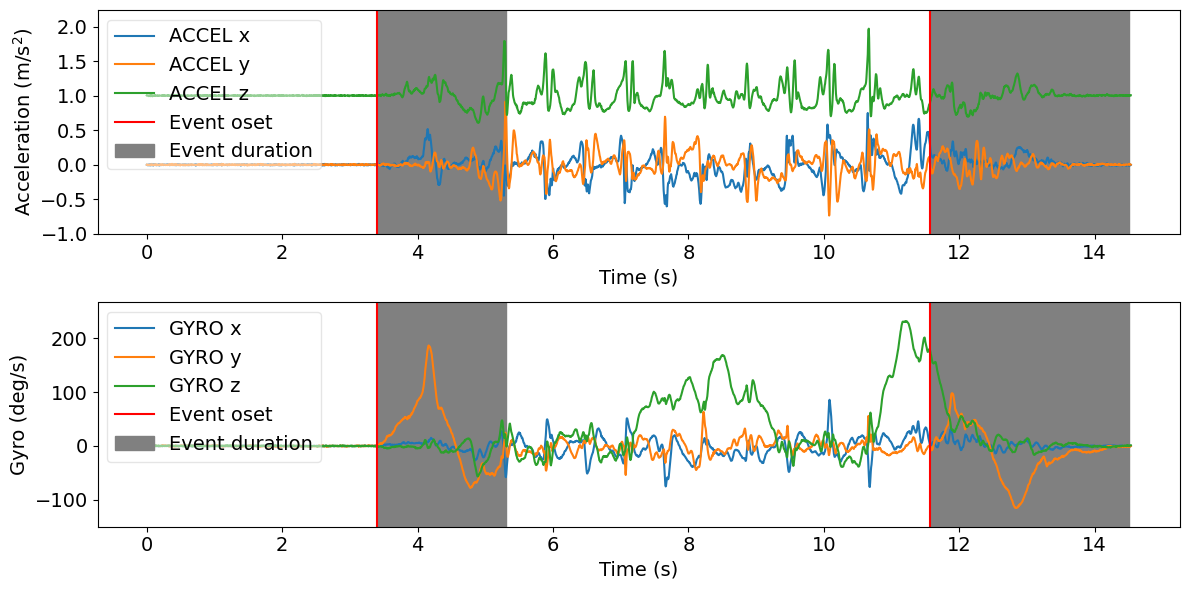 Acceleration (m/s²)
2.0
1.5
1.0
0.5
0.0
−0.5
−1.0
ACCEL x
ACCEL y
ACCEL z
Event oset
Event duration
0 2 4 6 8 10 12 14
Time (s)
Gyro (deg/s)
200
100
0
−100
GYRO x
GYRO y
GYRO z
Event oset
Event duration
0 2 4 6 8 10 12 14
Time (s)